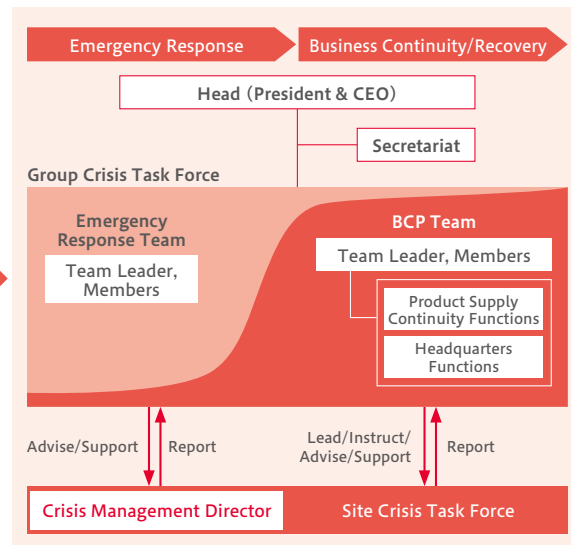 Emergency Response
Business Continuity/Recovery
Head (President & CEO)
Secretariat
Group Crisis Task Force
Emergency
Response Team
Team Leader,
Members
BCP Team
Team Leader, Members
Product Supply
Continuity Functions
Headquarters
Functions
Advise/Support
Report
Lead/Instruct/
Advise/Support
Report
Crisis Management Director
Site Crisis Task Force